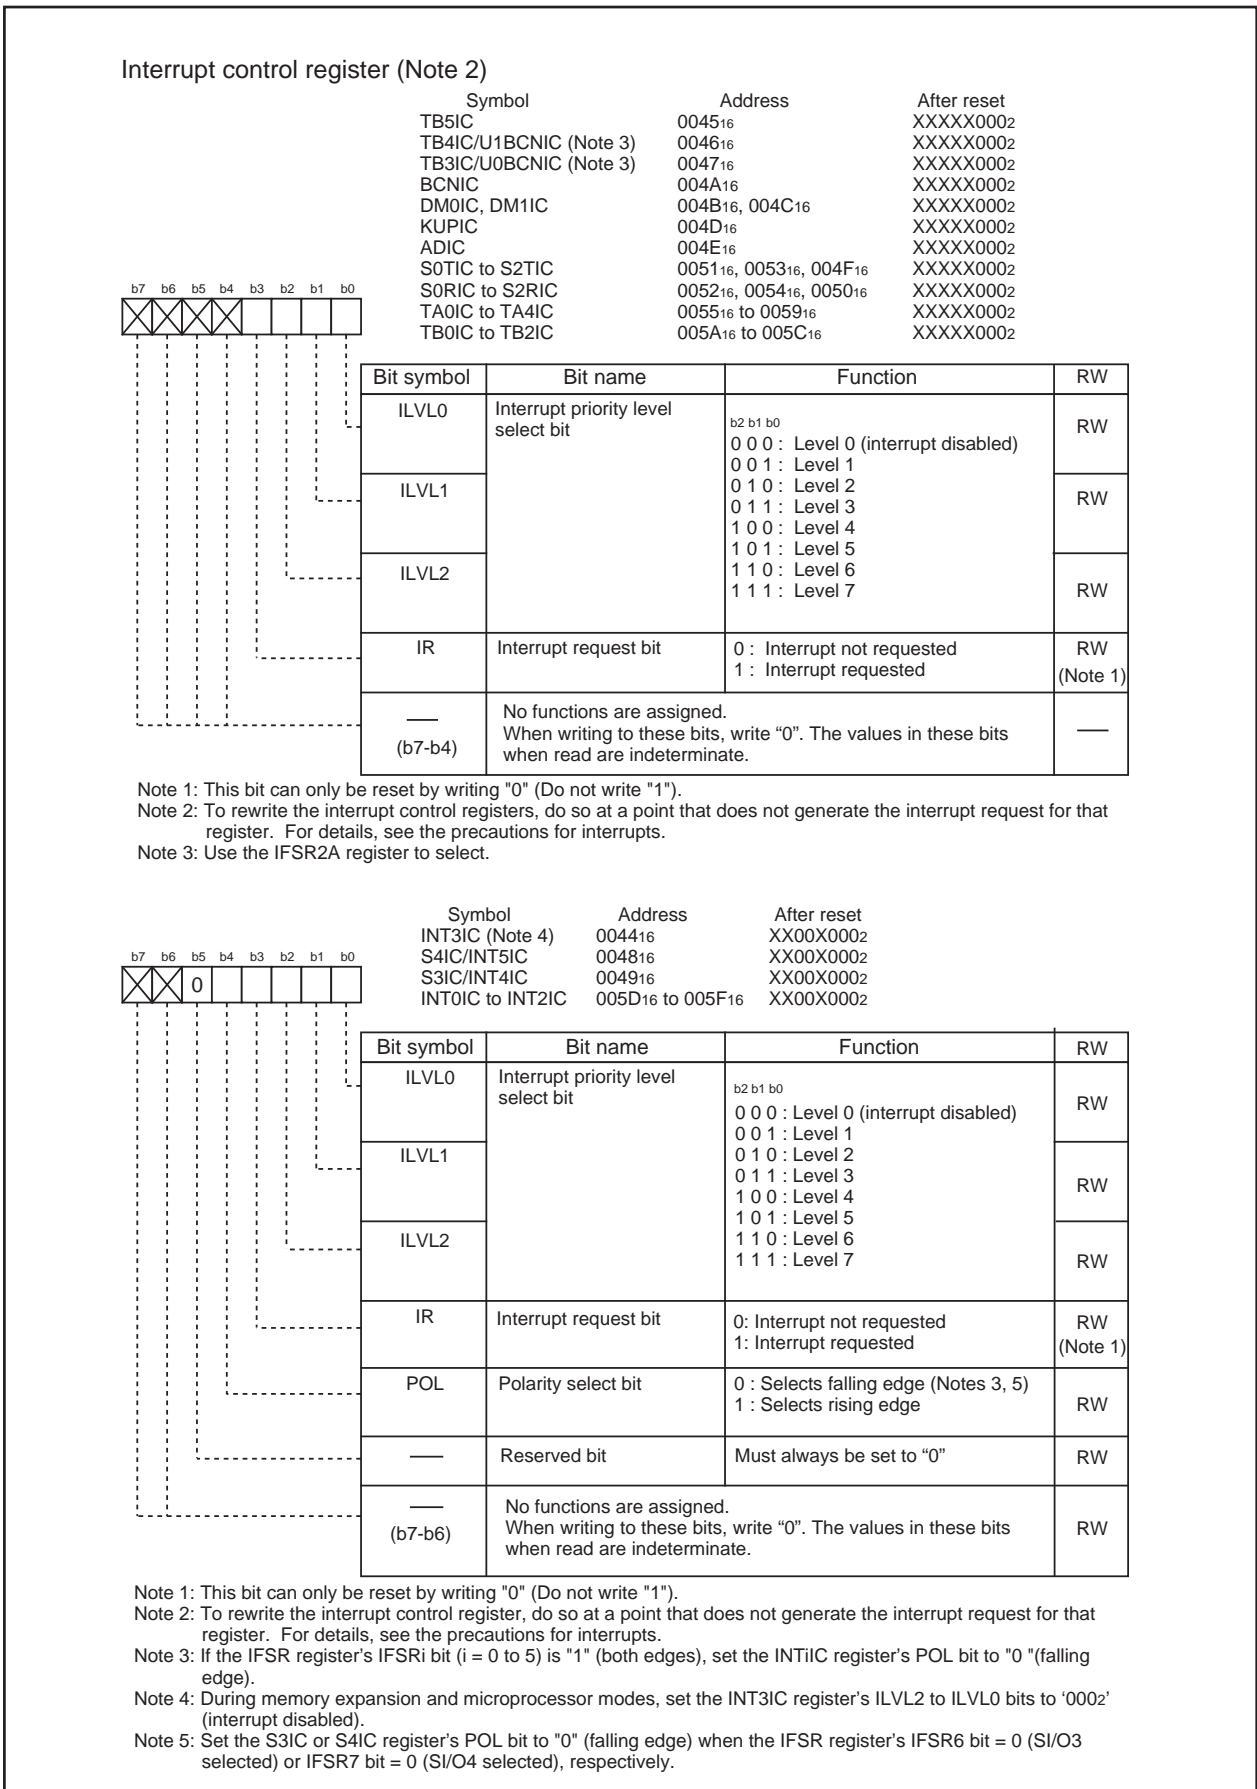 Interrupt control register (Note 2)
Symbol Address After reset
TB5IC 004516 XXXXX0002
TB4IC/U1BCNIC (Note 3) 004616 XXXXX0002
TB3IC/U0BCNIC (Note 3) 004716 XXXXX0002
BCNIC 004A16 XXXXX0002
DM0IC, DM1IC 004B16, 004C16 XXXXX0002
KUPIC 004D16 XXXXX0002
ADIC 004E16 XXXXX0002
S0TIC to S2TIC 005116, 005316, 004F16 XXXXX0002
S0RIC to S2RIC 005216, 005416, 005016 XXXXX0002
TA0IC to TA4IC 005516 to 005916 XXXXX0002
TB0IC to TB2IC 005A16 to 005C16 XXXXX0002
b7 b6 b5 b4 b3 b2 b1 b0
Bit symbol Bit name Function RW
ILVL0 Interrupt priority level
select bit
b2 b1 b0
RW
0 0 0 : Level 0 (interrupt disabled)
0 0 1 : Level 1
0 1 0 : Level 2
ILVL1 0 1 1 : Level 3 RW
1 0 0 : Level 4
1 0 1 : Level 5
ILVL2 1 1 0 : Level 6
1 1 1 : Level 7 RW
IR Interrupt request bit 0 : Interrupt not requested RW
1 : Interrupt requested (Note 1)
No functions are assigned.
(b7-b4) When writing to these bits, write “0”. The values in these bits
when read are indeterminate.
Note 1: This bit can only be reset by writing "0" (Do not write "1").
Note 2: To rewrite the interrupt control registers, do so at a point that does not generate the interrupt request for that
register. For details, see the precautions for interrupts.
Note 3: Use the IFSR2A register to select.
Symbol Address After reset
INT3IC (Note 4) 004416 XX00X0002
S4IC/INT5IC 004816 XX00X0002
S3IC/INT4IC 004916 XX00X0002
INT0IC to INT2IC 005D16 to 005F16 XX00X0002
b7 b6 b5 b4 b3 b2 b1 b0
0
Bit symbol Bit name Function RW
ILVL0 Interrupt priority level
select bit
b2 b1 b0
RW
0 0 0 : Level 0 (interrupt disabled)
0 0 1 : Level 1
ILVL1 0 1 0 : Level 2
0 1 1 : Level 3 RW
1 0 0 : Level 4
1 0 1 : Level 5
ILVL2 1 1 0 : Level 6
1 1 1 : Level 7 RW
IR Interrupt request bit 0: Interrupt not requested RW
1: Interrupt requested (Note 1)
POL Polarity select bit 0 : Selects falling edge (Notes 3, 5)
1 : Selects rising edge RW
Reserved bit Must always be set to “0” RW
No functions are assigned.
(b7-b6) When writing to these bits, write “0”. The values in these bits RW
when read are indeterminate.
Note 1: This bit can only be reset by writing "0" (Do not write "1").
Note 2: To rewrite the interrupt control register, do so at a point that does not generate the interrupt request for that
register. For details, see the precautions for interrupts.
Note 3: If the IFSR register's IFSRi bit (i = 0 to 5) is "1" (both edges), set the INTiIC register's POL bit to "0 "(falling
edge).
Note 4: During memory expansion and microprocessor modes, set the INT3IC register's ILVL2 to ILVL0 bits to ‘0002’
(interrupt disabled).
Note 5: Set the S3IC or S4IC register's POL bit to "0" (falling edge) when the IFSR register's IFSR6 bit = 0 (SI/O3
selected) or IFSR7 bit = 0 (SI/O4 selected), respectively.